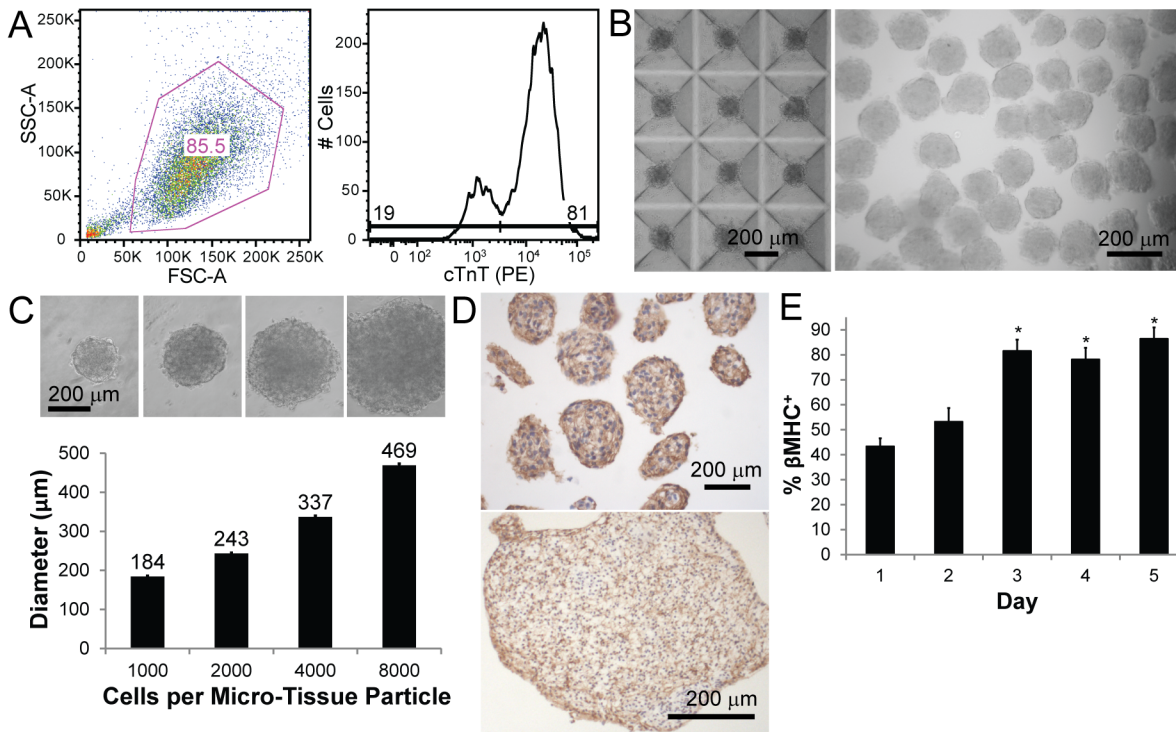 A
SSC-A
250K
200K
150K
100K
50K
0
85.5
0 50K 100K 150K 200K 250K
FSC-A
# Cells
200
150
100
50
0
19
81
0 10² 10³ 10⁴ 10⁵
cTnT (PE)
B
200 µm
200 µm
C
200 µm
Diameter (µm)
500
400
300
200
100
0
184
243
337
469
1000 2000 4000 8000
Cells per Micro-Tissue Particle
D
200 µm
200 µm
E
% βMHC⁺
90
80
70
60
50
40
30
20
10
0
* * *
1 2 3 4 5
Day